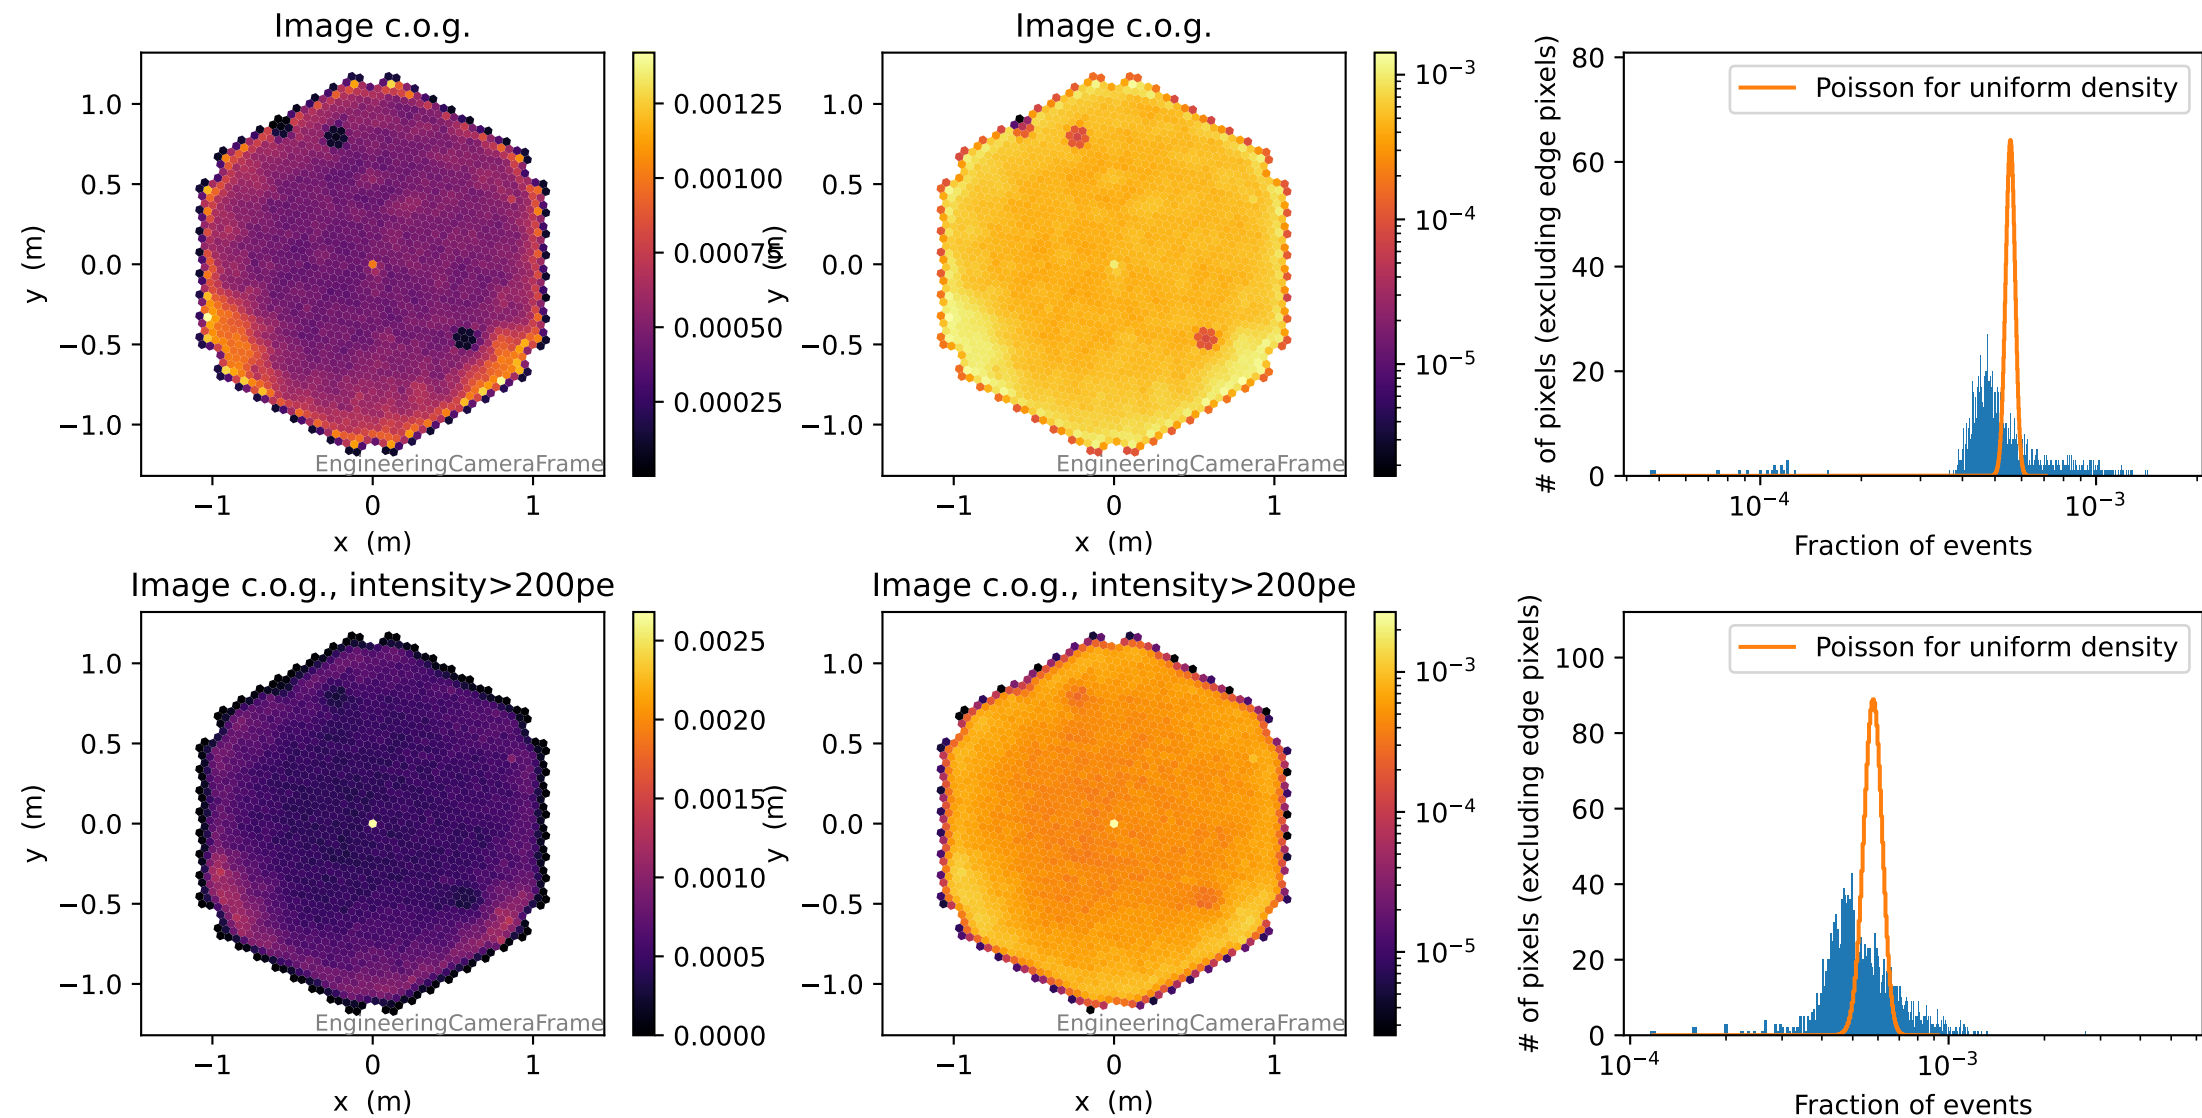 Image c.o.g.
1.0
0.5
0.0
−0.5
−1.0
y (m)
−1
0
1
x (m)
EngineeringCameraFrame
0.00125
0.00100
0.00075
0.00050
0.00025
Image c.o.g.
1.0
0.5
0.0
−0.5
−1.0
y (m)
−1
0
1
x (m)
EngineeringCameraFrame
10⁻³
10⁻⁴
10⁻⁵
# of pixels (excluding edge pixels)
80
60
40
20
0
Poisson for uniform density
10⁻⁴
10⁻³
Fraction of events
Image c.o.g., intensity>200pe
1.0
0.5
0.0
−0.5
−1.0
y (m)
−1
0
1
x (m)
EngineeringCameraFrame
0.0025
0.0020
0.0015
0.0010
0.0005
0.0000
Image c.o.g., intensity>200pe
1.0
0.5
0.0
−0.5
−1.0
y (m)
−1
0
1
x (m)
EngineeringCameraFrame
10⁻³
10⁻⁴
10⁻⁵
# of pixels (excluding edge pixels)
100
80
60
40
20
0
Poisson for uniform density
10⁻⁴
10⁻³
Fraction of events